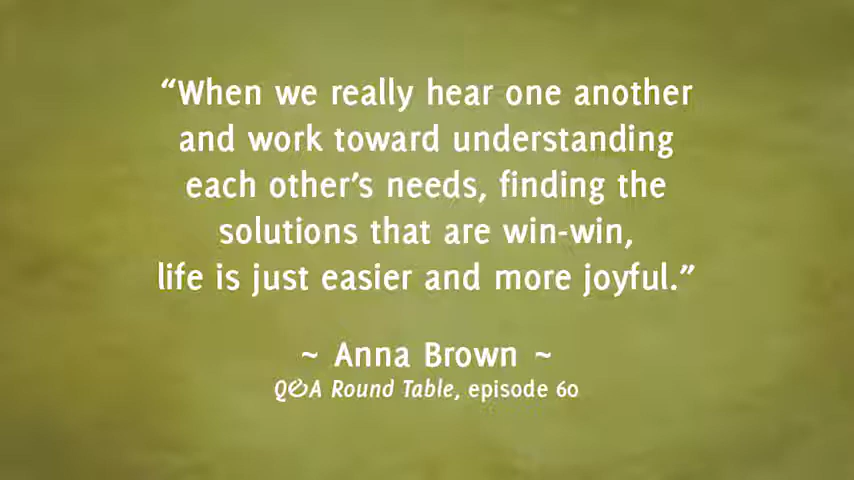 “When we really hear one another
and work toward understanding
each other’s needs, finding the
solutions that are win-win,
life is just easier and more joyful.”
~ Anna Brown ~
Q&A Round Table, episode 60